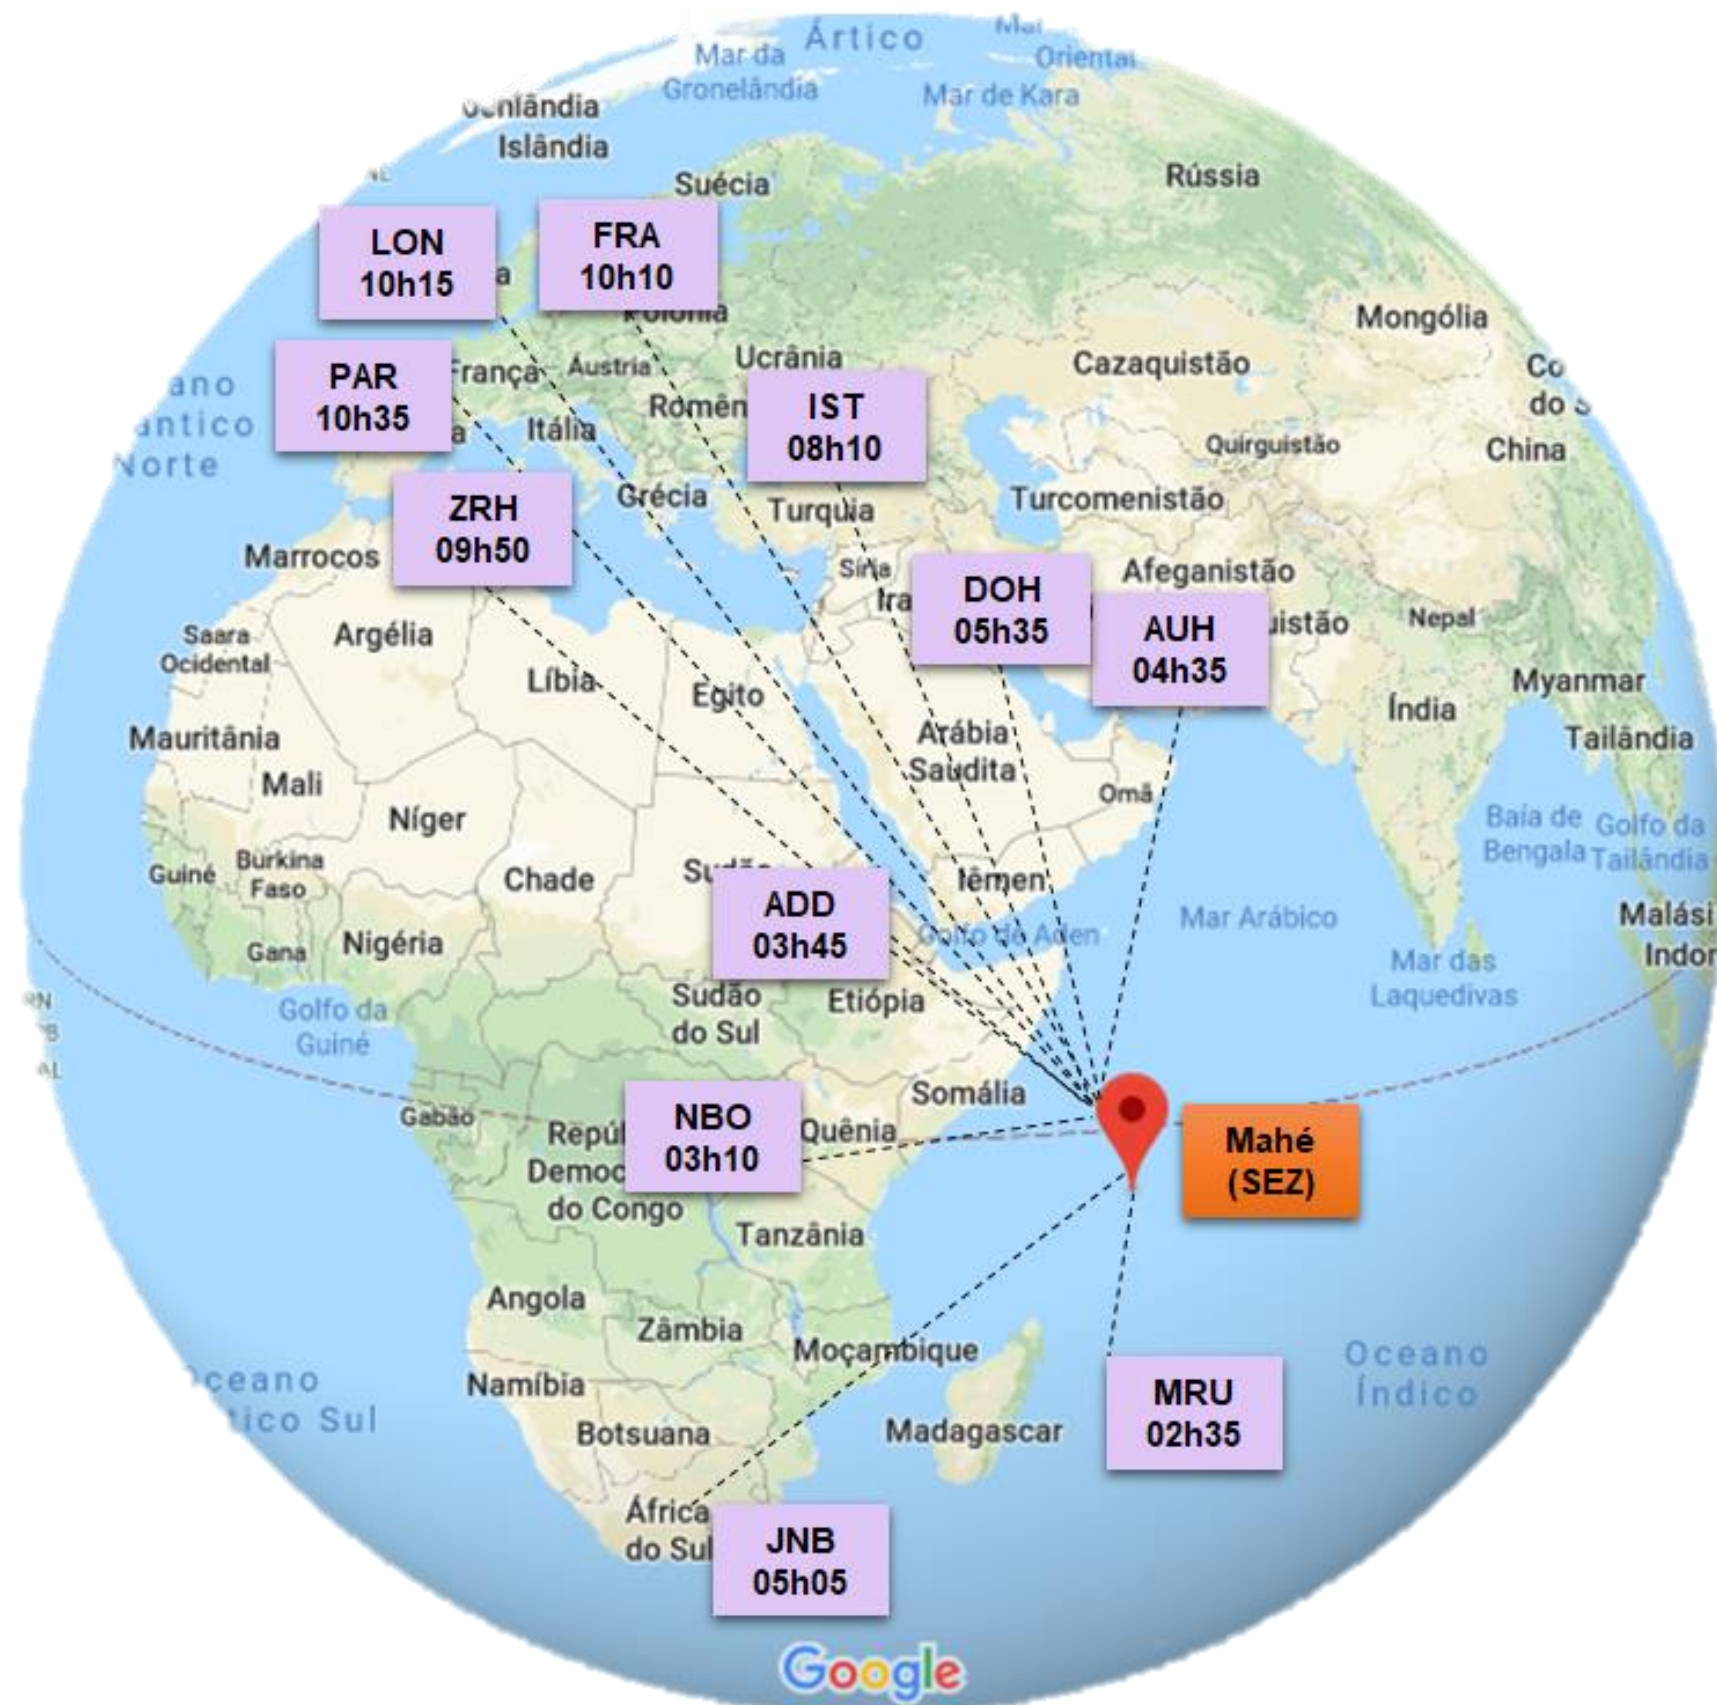 Ártico
Mar da
Gronelândia
Oriental
Mar de Kara
Islândia
Suécia
Rússia
LON
10h15
FRA
10h10
Mongólia
PAR
10h35
França
Áustria
Ucrânia
Cazaquistão
IST
08h10
Itália
Quirguistão
China
Norte
ZRH
09h50
Grécia
Turquia
Turcomenistão
Marrocos
Síria
DOH
05h35
Afeganistão
AUH
04h35
Nepal
Saara
Ocidental
Argélia
Líbia
Egito
Índia
Myanmar
Mauritânia
Arábia
Saudita
Tailândia
Mali
Omã
Níger
Baía de
Bengala
Golfo da
Tailândia
Guiné
Burkina
Faso
Chade
Iêmen
ADD
03h45
Golfo de Aden
Mar Arábico
Gana
Nigéria
Mar das
Laquedivas
Golfo da
Guiné
Sudão
do Sul
Etiópia
Somália
Gabão
NBO
03h10
Quênia
Mahé
(SEZ)
do Congo
Tanzânia
Angola
Zâmbia
Moçambique
Oceano
Índico
Namíbia
MRU
02h35
Botsuana
Madagascar
África
do Sul
JNB
05h05
Google